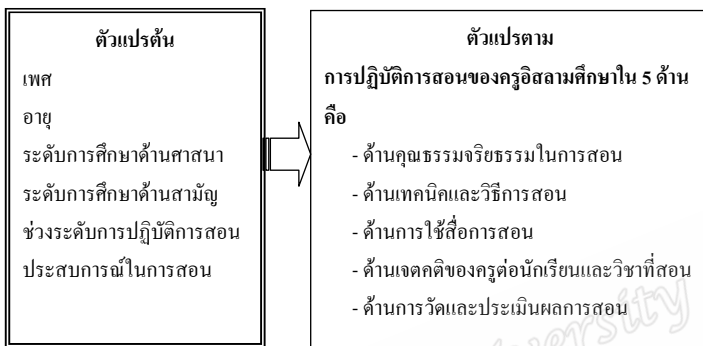 ตัวแปรต้น
เพศ
อายุ
ระดับการศึกษาด้านศาสนา
ระดับการศึกษาด้านสามัญ
ช่วงระดับการปฏิบัติการสอน
ประสบการณ์ในการสอน
ตัวแปรตาม
การปฏิบัติการสอนของครูอิสลามศึกษาใน 5 ด้าน
คือ
- ด้านคุณธรรมจริยธรรมในการสอน
- ด้านเทคนิคและวิธีการสอน
- ด้านการใช้สื่อการสอน
- ด้านเจตคติของครูต่อนักเรียนและวิชาที่สอน
- ด้านการวัดและประเมินผลการสอน